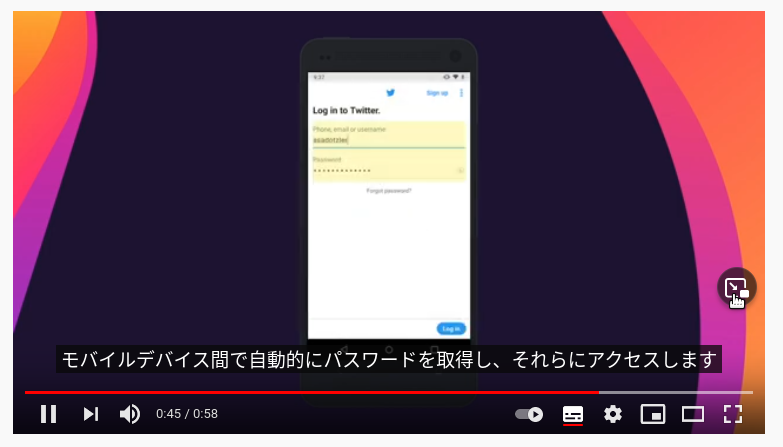 9:37
Sign up
Log in to Twitter.
Phone, email or username
Password
Forgot password?
Log in
モバイルデバイス間で自動的にパスワードを取得し、それらにアクセスします
0:45 / 0:58